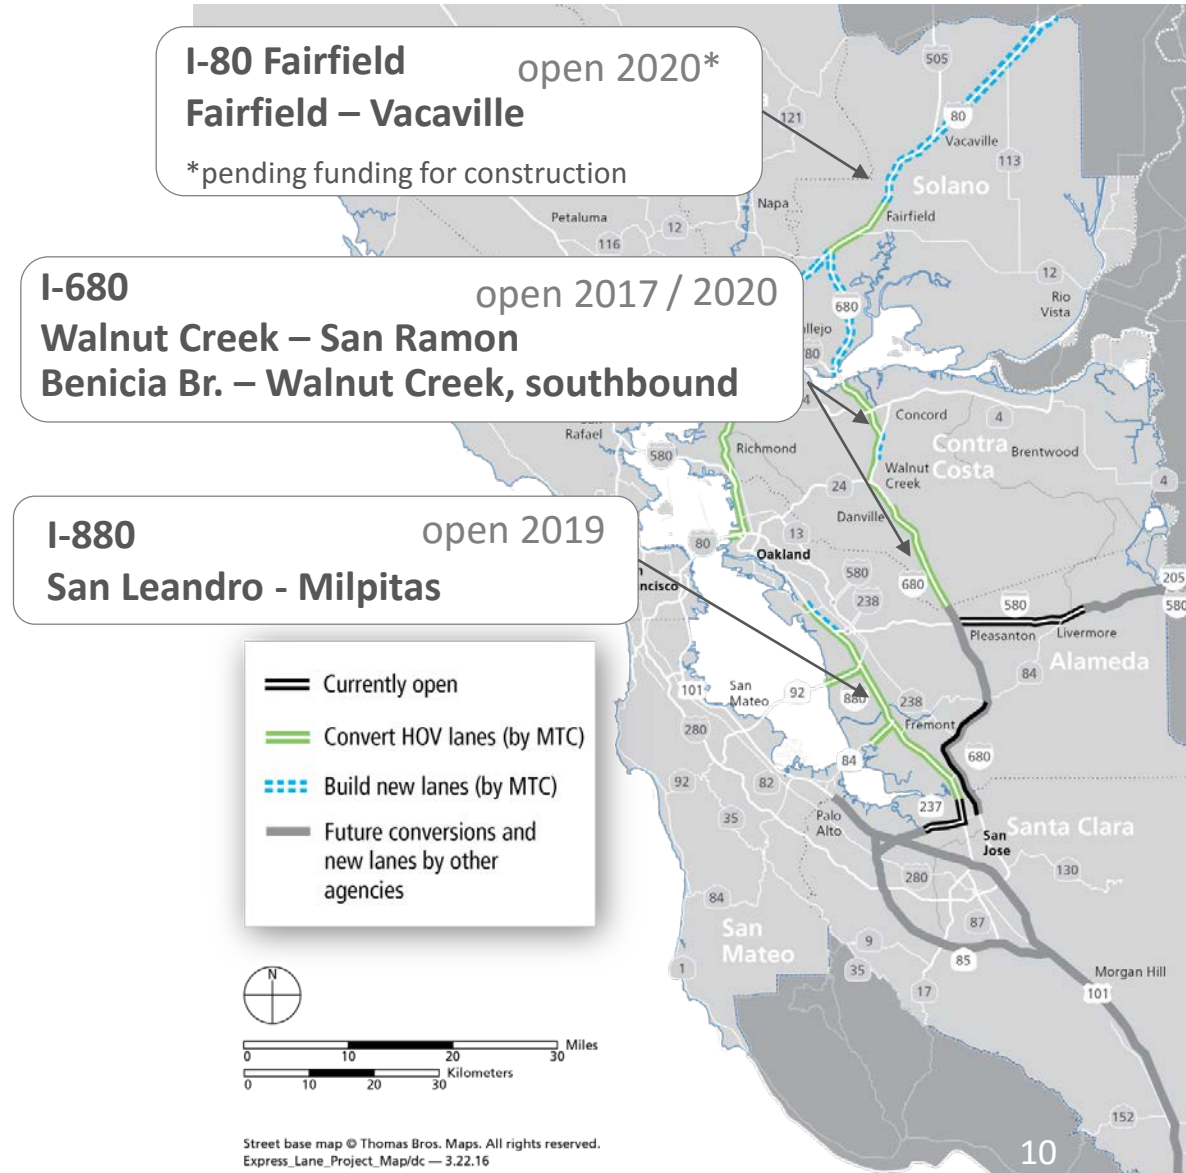 I-80 Fairfield open 2020*
Fairfield – Vacaville
*pending funding for construction
I-680 open 2017 / 2020
Walnut Creek – San Ramon
Benicia Br. – Walnut Creek, southbound
I-880 open 2019
San Leandro - Milpitas
505
121
80
Vacaville
113
Solano
Napa
Petaluma
12
116
Fairfield
12
Rio
Vista
680
llejo
80
4
Concord
4
Contra
Costa
Brentwood
Rafael
Richmond
580
Walnut
Creek
24
4
Danville
13
80
Oakland
580
680
205
ncisco
238
580
580
Pleasanton
Livermore
Alameda
84
101
San
Mateo
92
880
238
Fremont
280
84
680
92
82
237
35
Palo
Alto
San
Jose
Santa Clara
280
130
84
87
San
Mateo
9
85
1
35
17
Morgan Hill
101
152
Currently open
Convert HOV lanes (by MTC)
Build new lanes (by MTC)
Future conversions and
new lanes by other
agencies
N
0 10 20 30 Miles
0 10 20 30 Kilometers
Street base map © Thomas Bros. Maps. All rights reserved.
Express_Lane_Project_Map/dc — 3.22.16
10